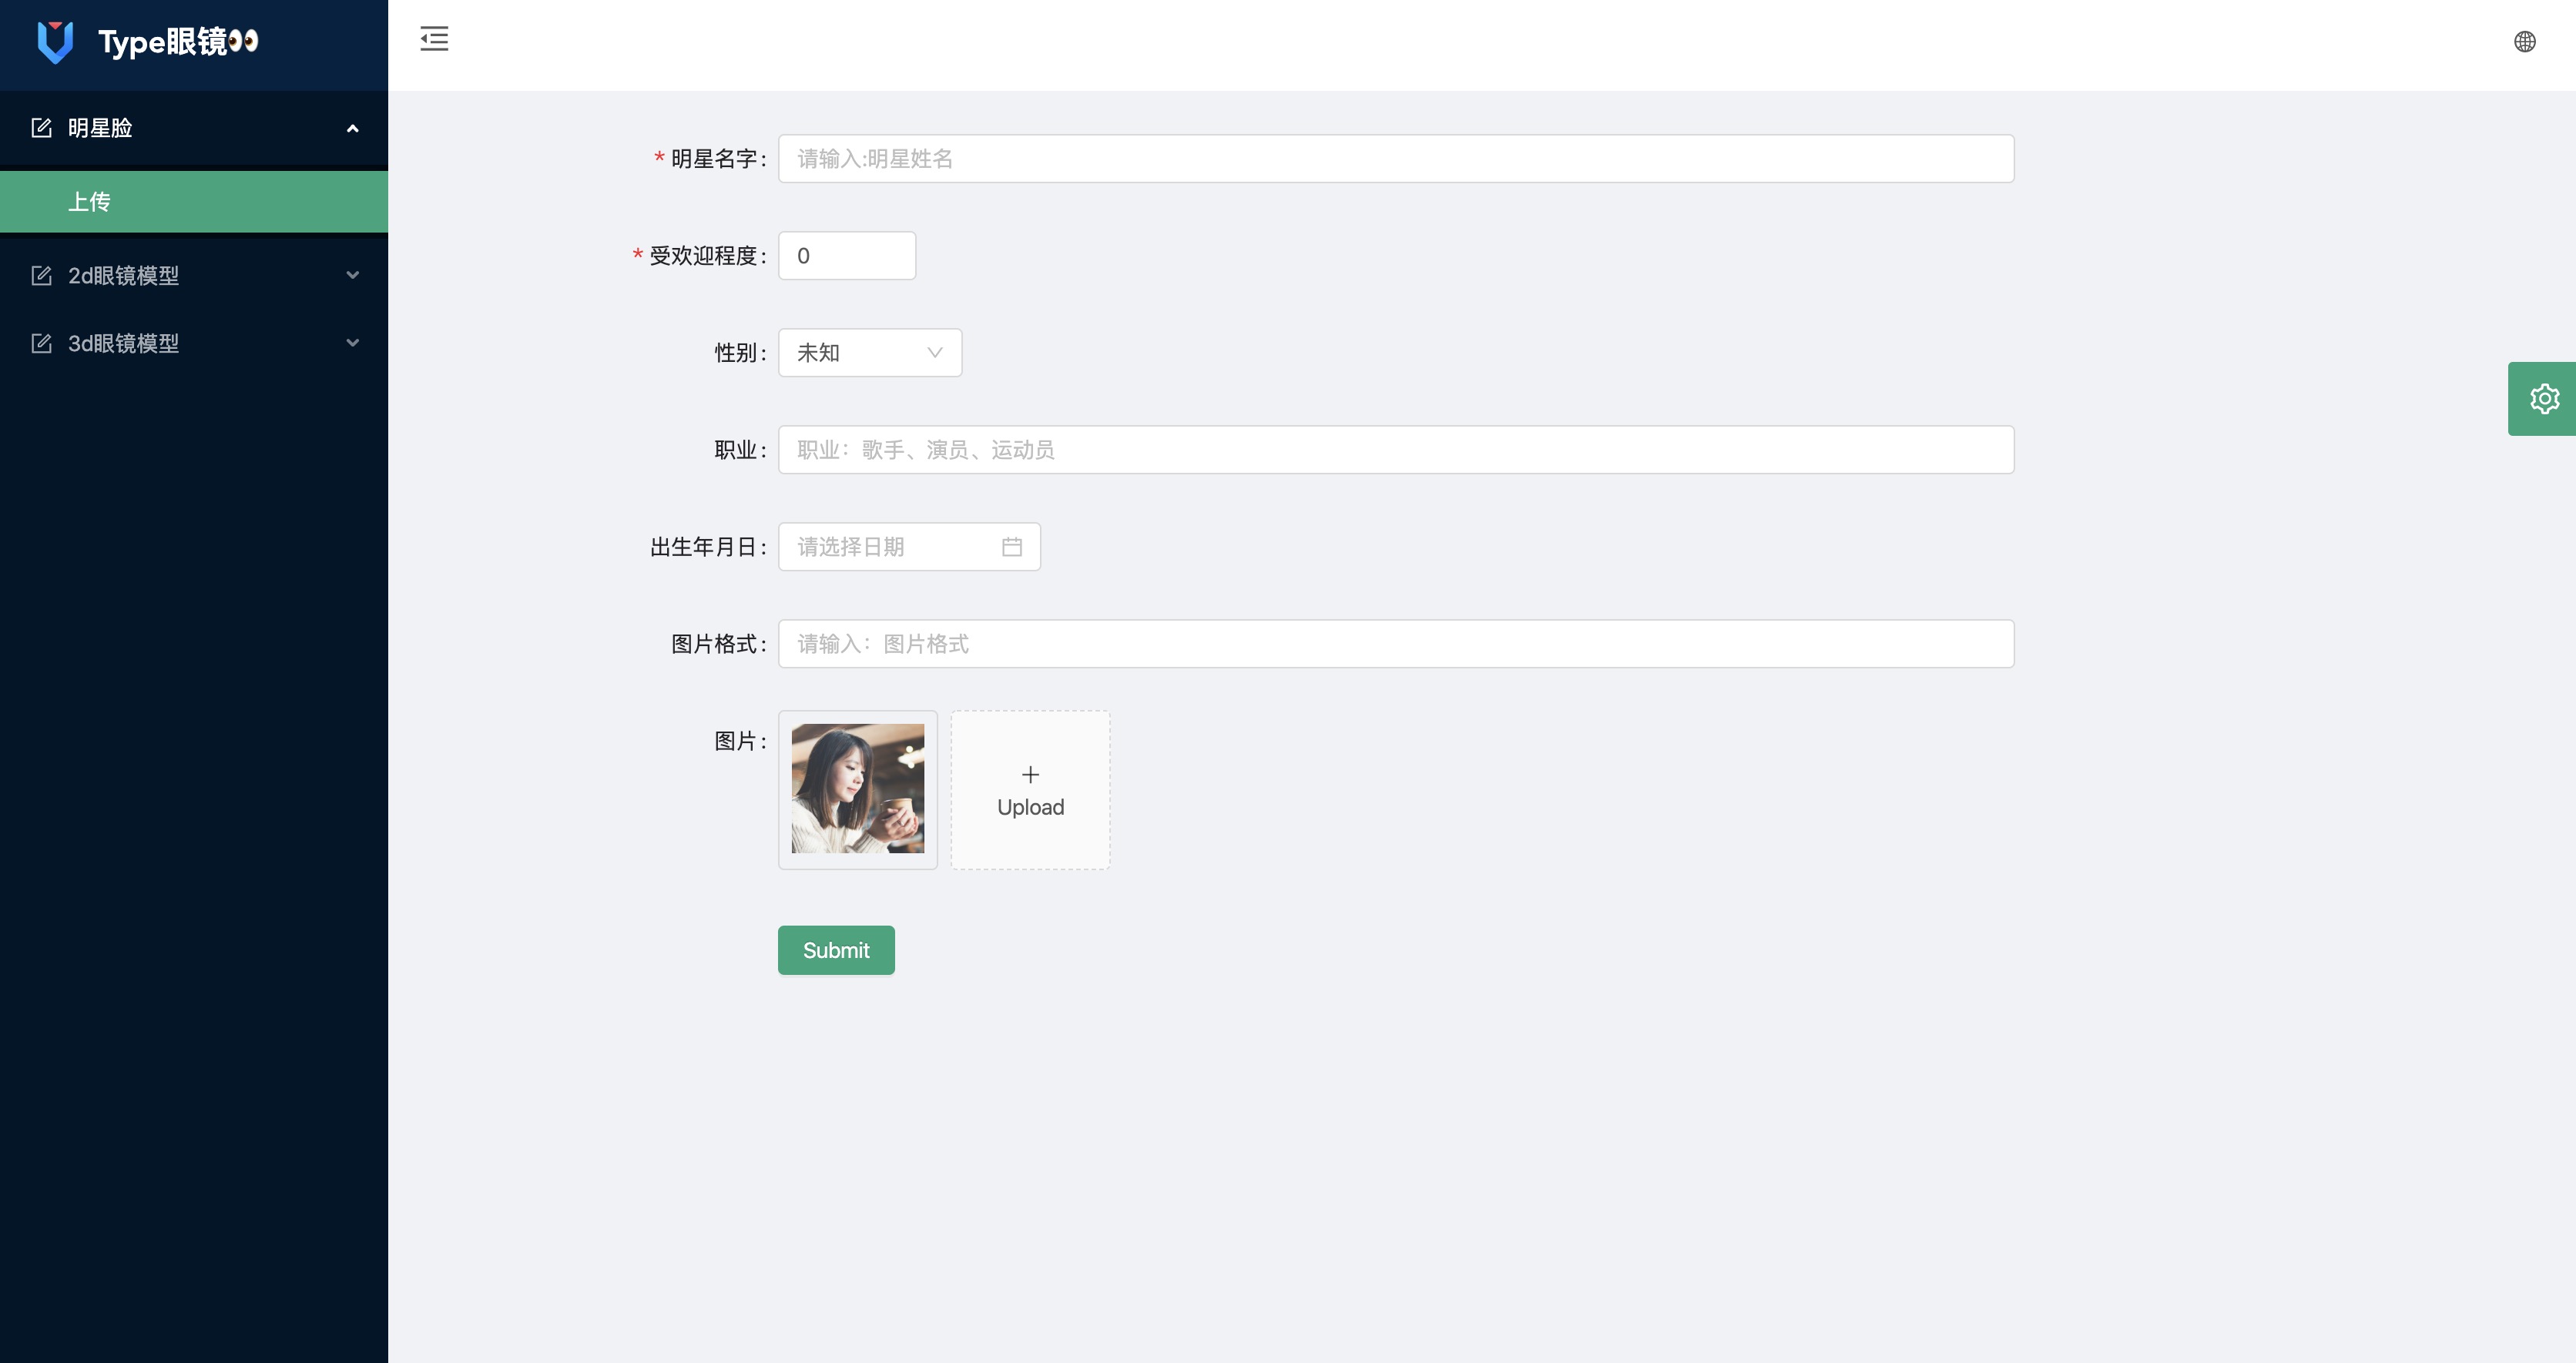 Type眼镜👀
明星脸
上传
2d眼镜模型
3d眼镜模型
* 明星名字:
请输入:明星姓名
* 受欢迎程度:
0
性别:
未知
职业:
职业：歌手、演员、运动员
出生年月日:
请选择日期
图片格式:
请输入：图片格式
图片:
Upload
Submit